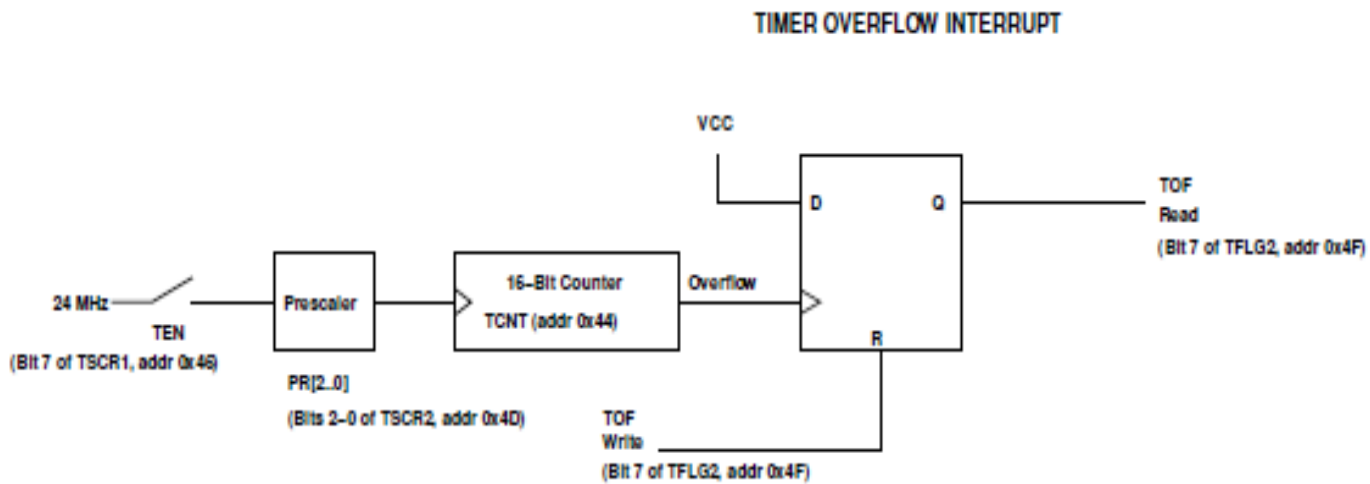 TIMER OVERFLOW INTERRUPT
VCC
D
Q
TOF
Read
(Bit 7 of TFLG2, addr 0x4F)
24 MHz
TEN
(Bit 7 of TSCR1, addr 0x46)
Prescaler
PR[2..0]
(Bits 2-0 of TSCR2, addr 0x4D)
16-Bit Counter
TCNT (addr 0x44)
Overflow
R
TOF
Write
(Bit 7 of TFLG2, addr 0x4F)